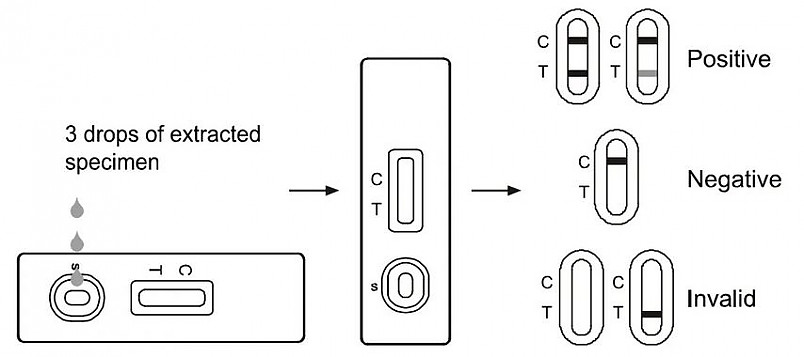 3 drops of extracted
specimen
s
T
C
C
T
s
C
T
C
T
Positive
C
T
Negative
C
T
C
T
Invalid